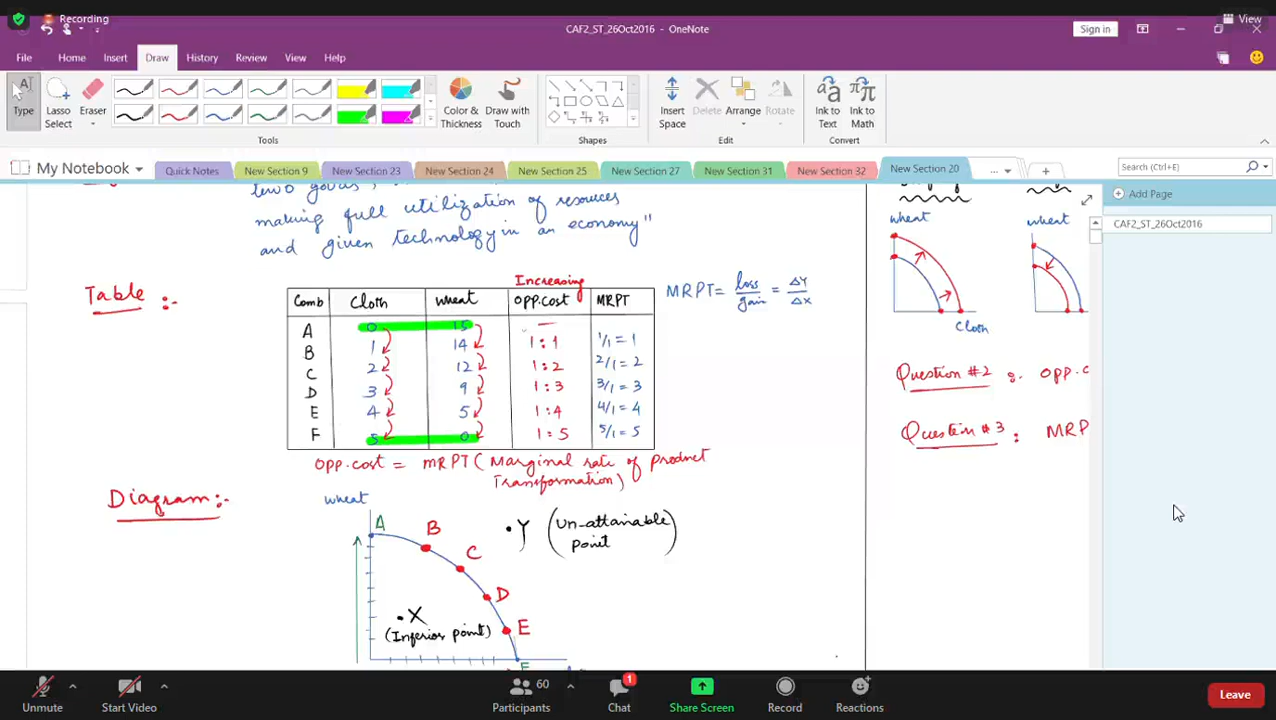 Recording
View
CAF2_ST_26Oct2016 - OneNote
Sign in
File Home Insert Draw History Review View Help
Type
Lasso
Select
Eraser
Color &
Thickness
Draw with
Touch
Insert
Space
Delete
Arrange
Rotate
Ink to
Text
Ink to
Math
Tools
Shapes
Edit
Convert
My Notebook
Quick Notes
New Section 9
New Section 23
New Section 24
New Section 25
New Section 27
New Section 31
New Section 32
New Section 20
...
Search (Ctrl+E)
Add Page
CAF2_ST_26Oct2016
two goods,
making full utilization of resources
and given technology in an economy"
Table :-
Increasing
Comb cloth wheat opp.cost MRPT
A 0 15 —
B 1 14 1:1 1/1 = 1
C 2 12 1:2 2/1 = 2
D 3 9 1:3 3/1 = 3
E 4 5 1:4 4/1 = 4
F 5 0 1:5 5/1 = 5
MRPT = loss/gain = ΔY/ΔX
opp.cost = MRPT (Marginal rate of Product
Transformation)
Diagram:-
wheat
A
B
C
D
E
F
•Y (un-attainable
point)
•X
(Inferior point)
wheat
wheat
cloth
Question #2 :- opp.c
Question #3 : MRP
Unmute
Start Video
60
Participants
1
Chat
Share Screen
Record
Reactions
Leave